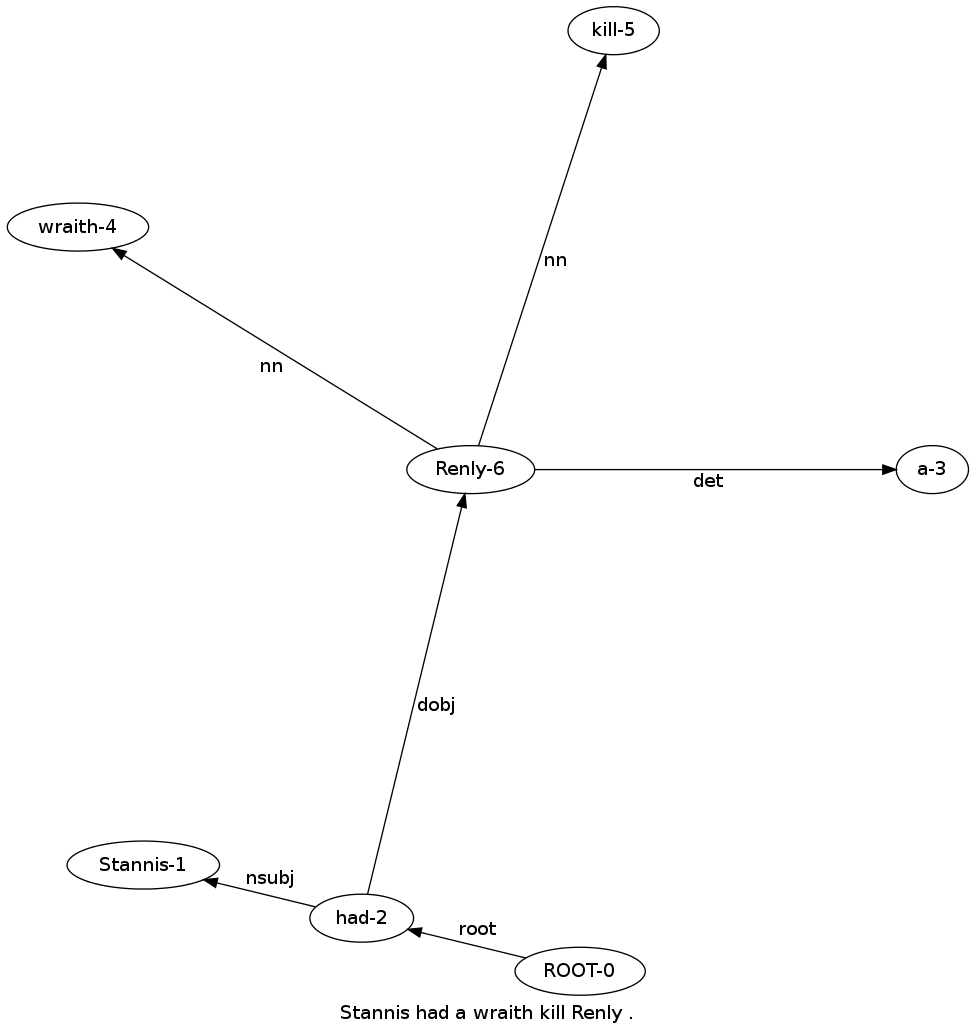 kill-5
wraith-4
nn
nn
Renly-6
a-3
det
dobj
Stannis-1
nsubj
had-2
root
ROOT-0
Stannis had a wraith kill Renly .